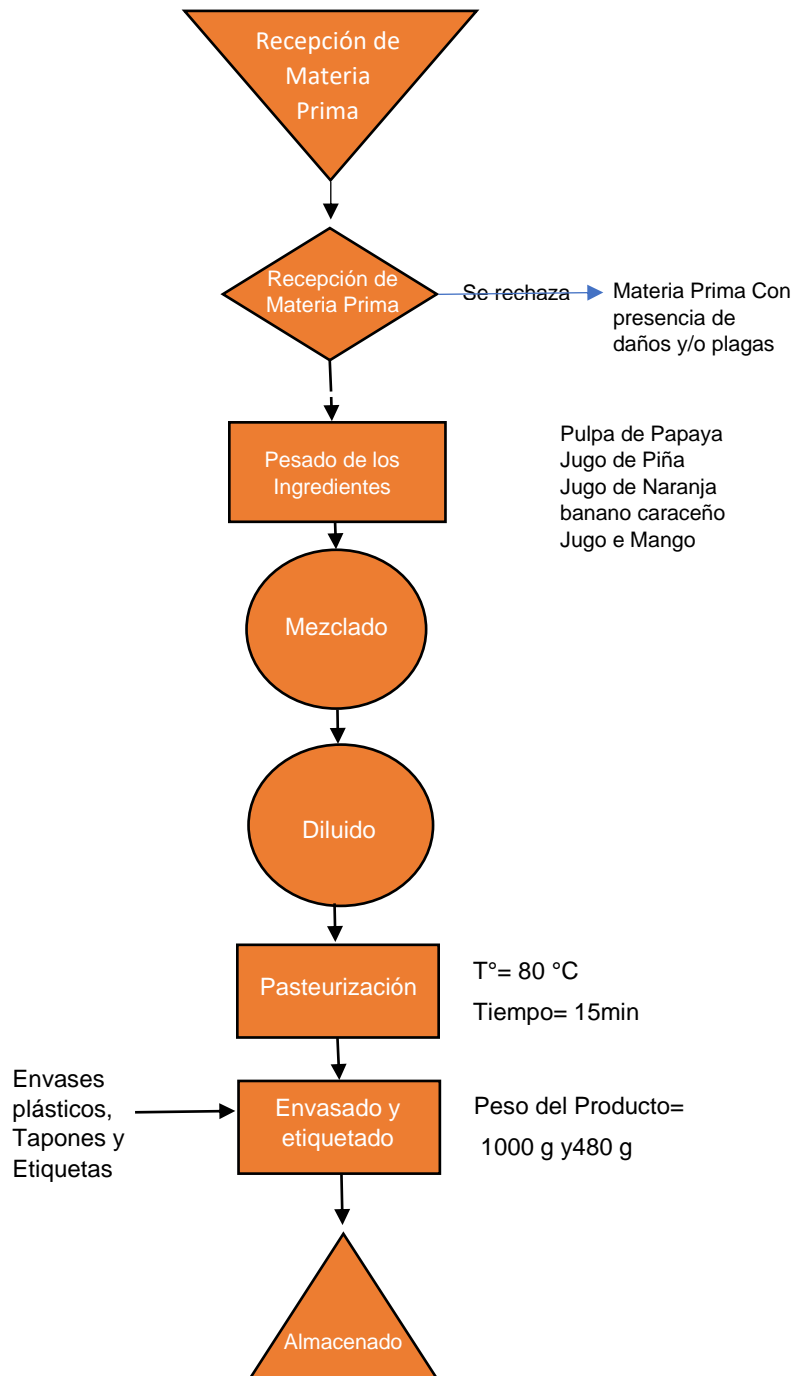 Recepción de
Materia
Prima
Recepción de
Materia Prima
Se rechaza
Materia Prima Con
presencia de
daños y/o plagas
Pesado de los
Ingredientes
Pulpa de Papaya
Jugo de Piña
Jugo de Naranja
banano caraceño
Jugo e Mango
Mezclado
Diluido
Pasteurización
T°= 80 °C
Tiempo= 15min
Envases
plásticos,
Tapones y
Etiquetas
Envasado y
etiquetado
Peso del Producto=
1000 g y480 g
Almacenado